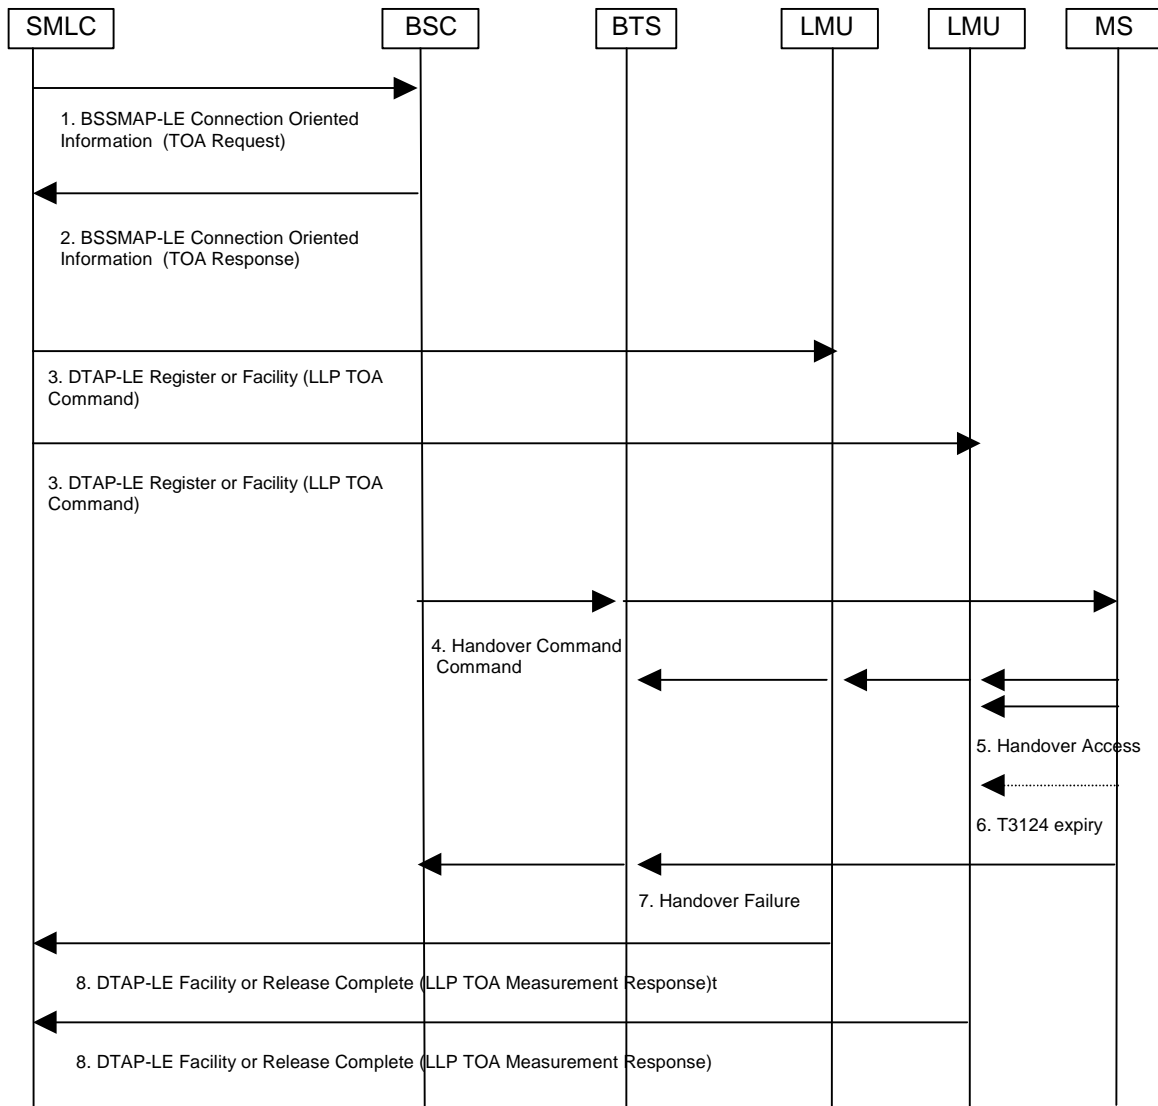 SMLC
BSC
BTS
LMU
LMU
MS
1. BSSMAP-LE Connection Oriented
Information (TOA Request)
2. BSSMAP-LE Connection Oriented
Information (TOA Response)
3. DTAP-LE Register or Facility (LLP TOA
Command)
3. DTAP-LE Register or Facility (LLP TOA
Command)
4. Handover Command
Command
5. Handover Access
6. T3124 expiry
7. Handover Failure
8. DTAP-LE Facility or Release Complete (LLP TOA Measurement Response)t
8. DTAP-LE Facility or Release Complete (LLP TOA Measurement Response)